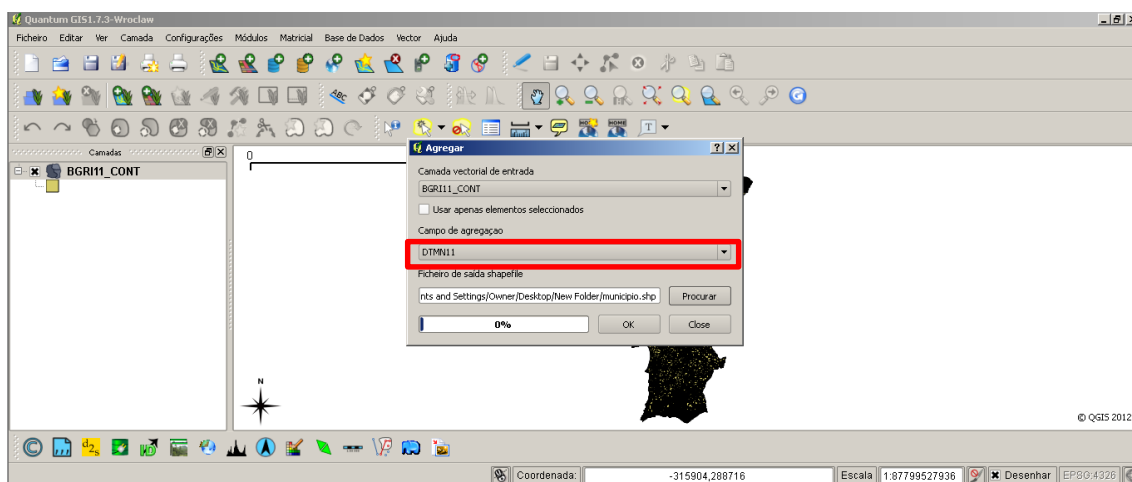 Quantum GIS1.7.3-Wroclaw
Ficheiro Editar Ver Camada Configurações Módulos Matricial Base de Dados Vector Ajuda
Camadas
BGRI11_CONT
0
Agregar
Camada vectorial de entrada
BGRI11_CONT
Usar apenas elementos seleccionados
Campo de agregaçao
DTMN11
Ficheiro de saída shapefile
nts and Settings/Owner/Desktop/New Folder/municipio.shp Procurar
0% OK Close
N
© QGIS 2012
Coordenada: -315904,288716 Escala 1:87799527936 Desenhar EPSG:4326